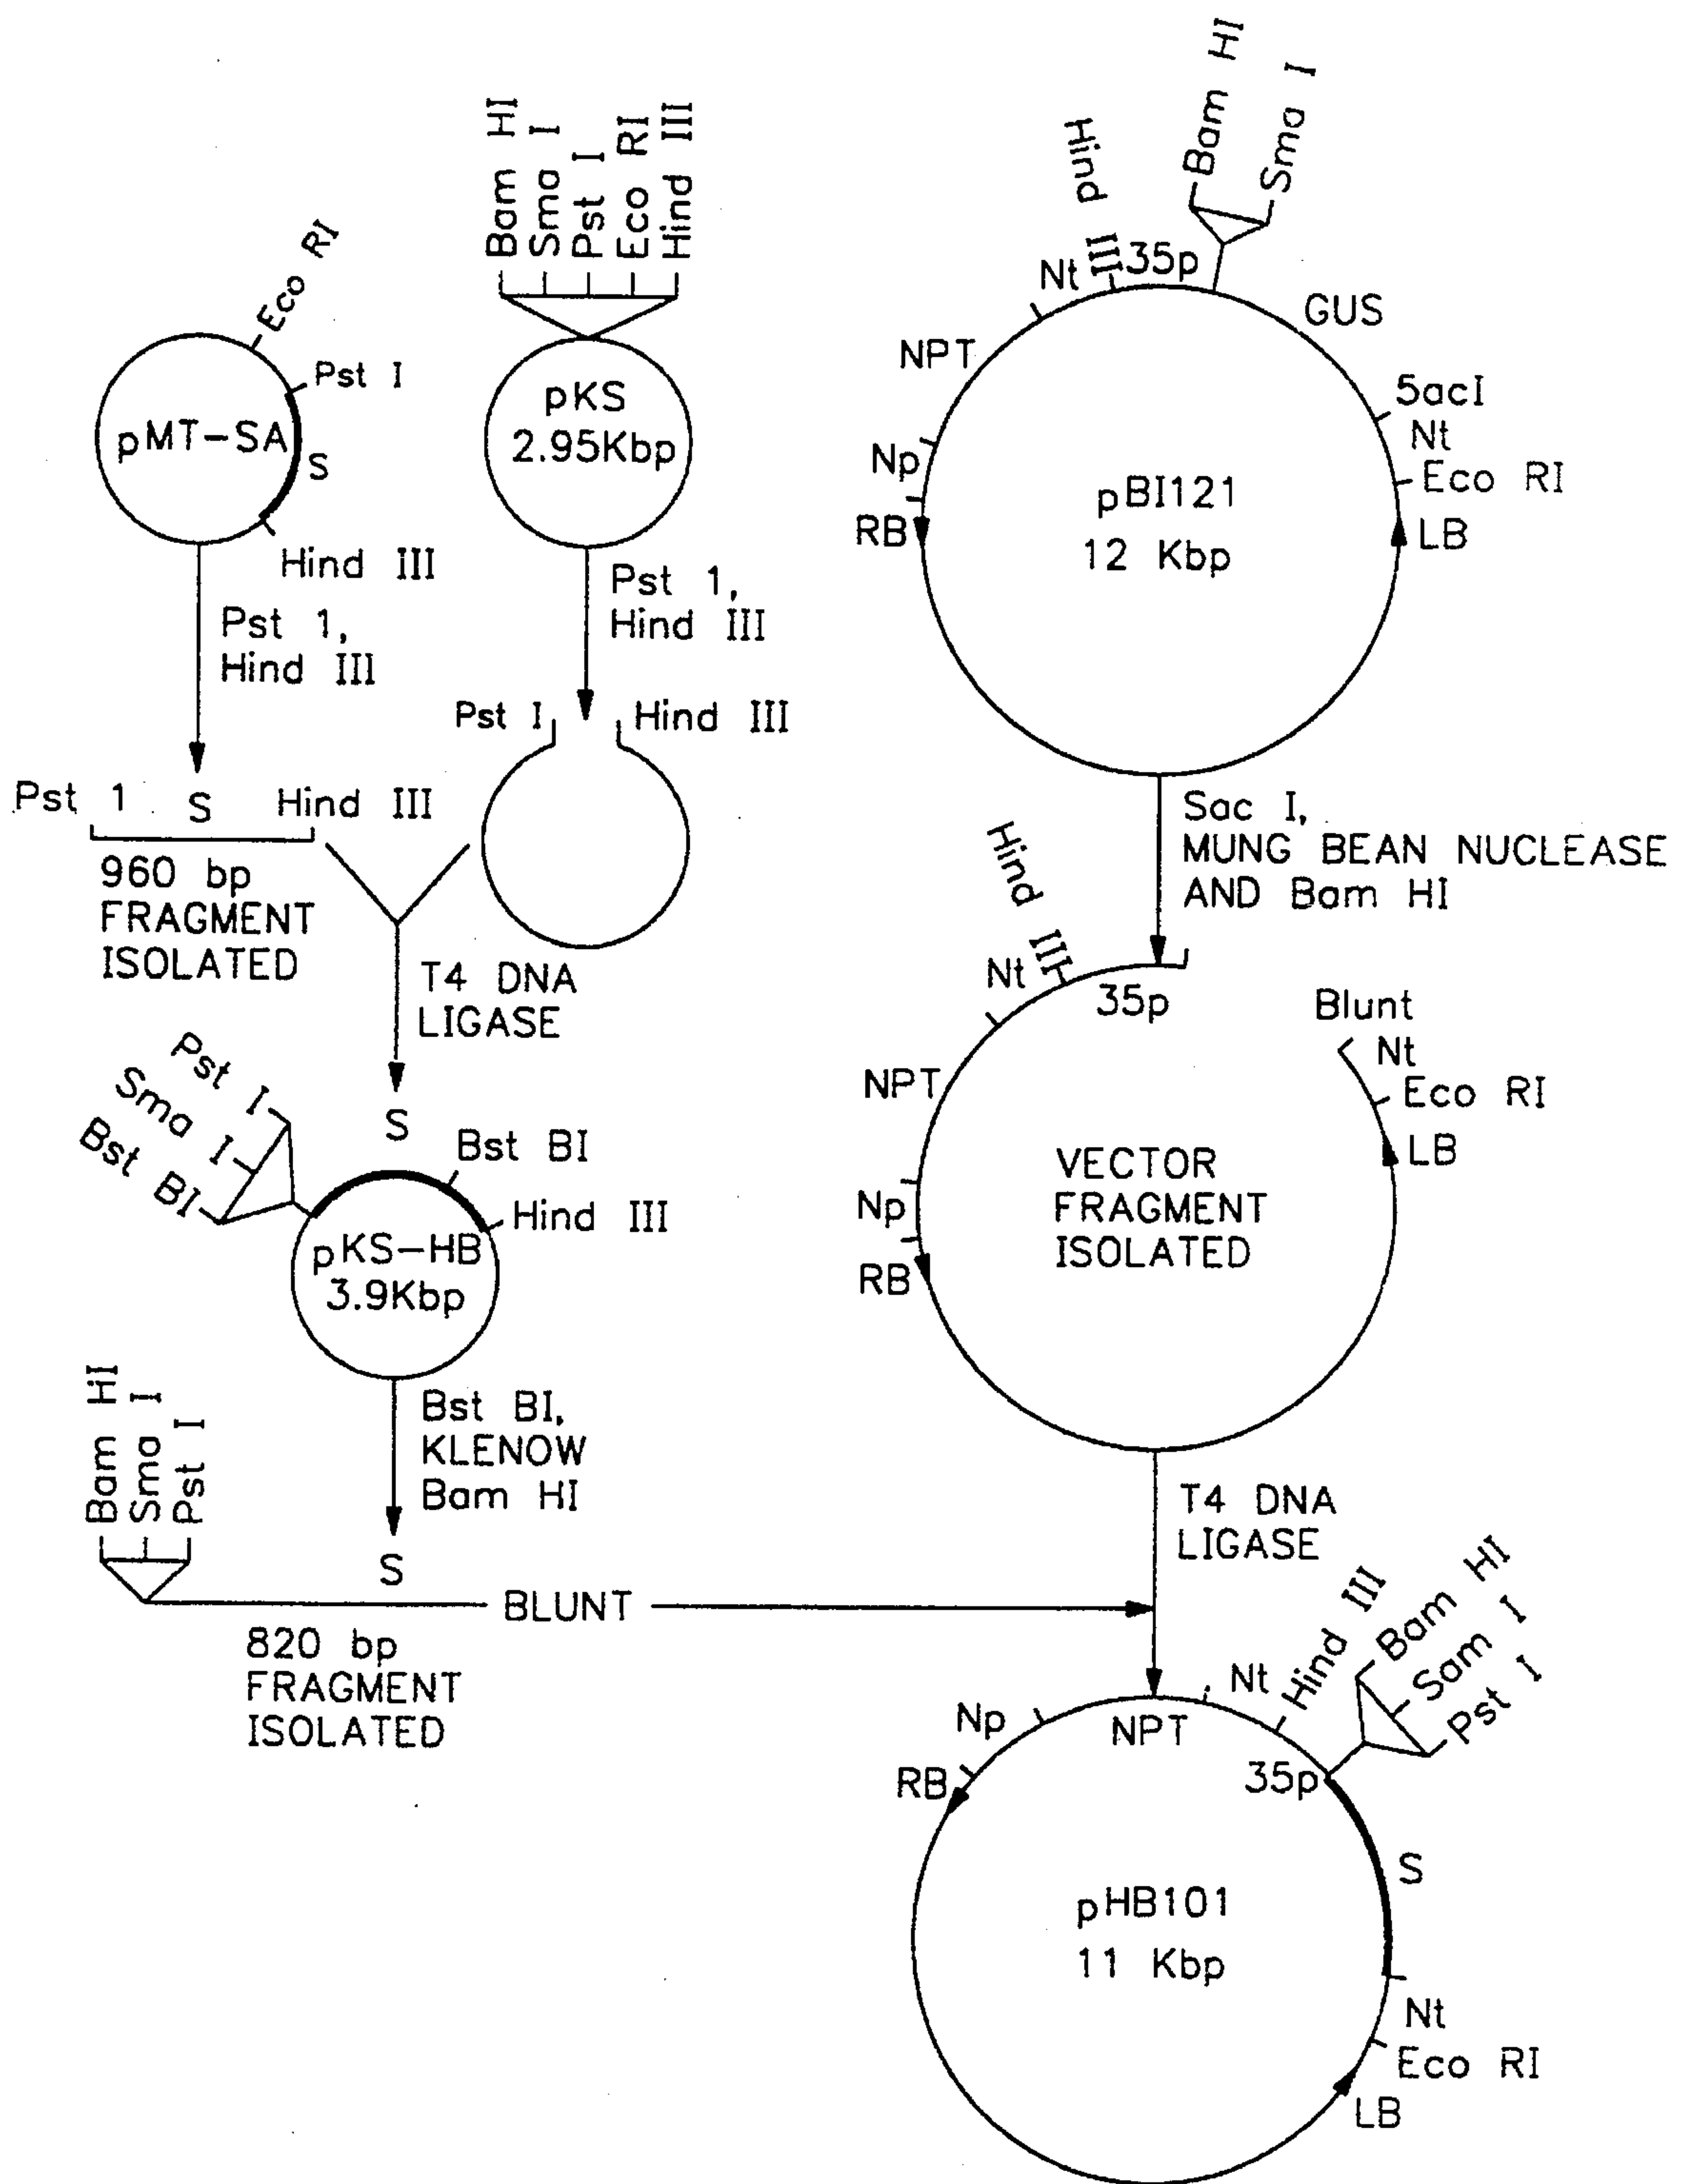 Eco RI
Pst I
pMT-SA
S
Hind III
Pst 1,
Hind III
Bam HI
Sma I
Pst I
Eco RI
Hind III
pKS
2.95Kbp
Pst 1,
Hind III
Pst I
Hind III
Pst 1
S
Hind III
960 bp
FRAGMENT
ISOLATED
T4 DNA
LIGASE
S
Pst I
Sma I
Bst BI
Bst BI
Hind III
pKS-HB
3.9Kbp
Bst BI,
KLENOW
Bam HI
Bam HI
Sma I
Pst I
S
BLUNT
820 bp
FRAGMENT
ISOLATED
Bam HI
Sma I
Hind III
35p
Nt
GUS
NPT
5acI
Nt
Np
Eco RI
RB
LB
pBI121
12 Kbp
Sac I,
MUNG BEAN NUCLEASE
AND Bam HI
Hind III
Nt
35p
Blunt
Nt
NPT
Eco RI
LB
VECTOR
FRAGMENT
ISOLATED
Np
RB
T4 DNA
LIGASE
Hind III
Bam HI
Sam I
Pst I
Nt
Np
NPT
RB
35p
S
pHB101
11 Kbp
Nt
Eco RI
LB